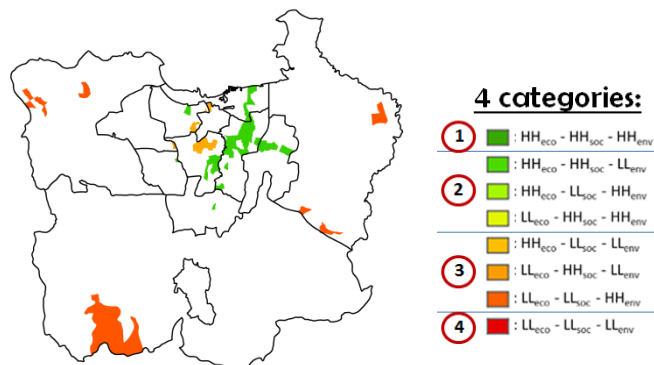 4 categories:
1 : HHeco - HHsoc - HHenv
: HHeco - HHsoc - LLenv
2 : HHeco - LLsoc - HHenv
: LLeco - HHsoc - HHenv
: HHeco - LLsoc - LLenv
3 : LLeco - HHsoc - LLenv
: LLeco - LLsoc - HHenv
4 : LLeco - LLsoc - LLenv